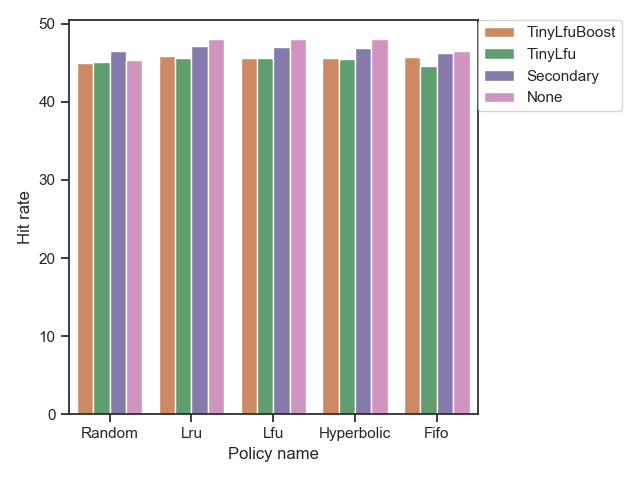 50
40
30
20
10
0
Hit rate
Random Lru Lfu Hyperbolic Fifo
Policy name
TinyLfuBoost
TinyLfu
Secondary
None